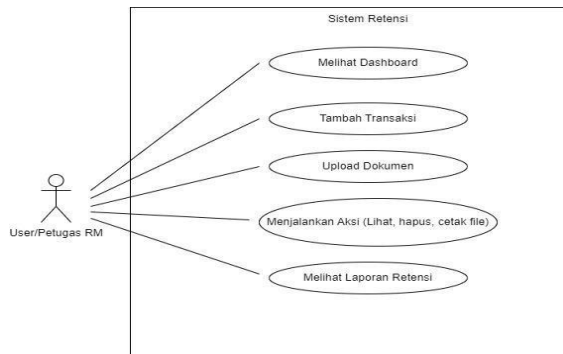 Sistem Retensi
Melihat Dashboard
Tambah Transaksi
Upload Dokumen
Menjalankan Aksi (Lihat, hapus, cetak file)
User/Petugas RM
Melihat Laporan Retensi